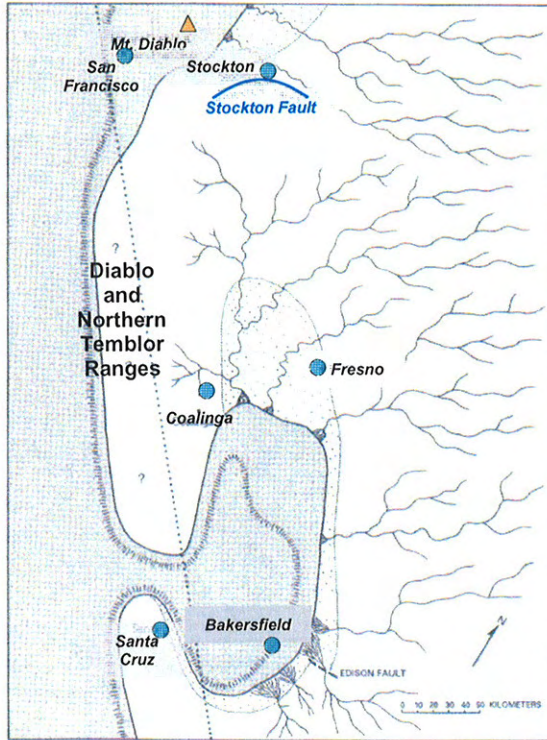 Mt. Diablo
San
Francisco
Stockton
Stockton Fault
?
Diablo
and
Northern
Temblor
Ranges
?
Fresno
Coalinga
?
Bakersfield
Santa
Cruz
N
EDISON FAULT
0 10 20 30 40 50 KILOMETERS